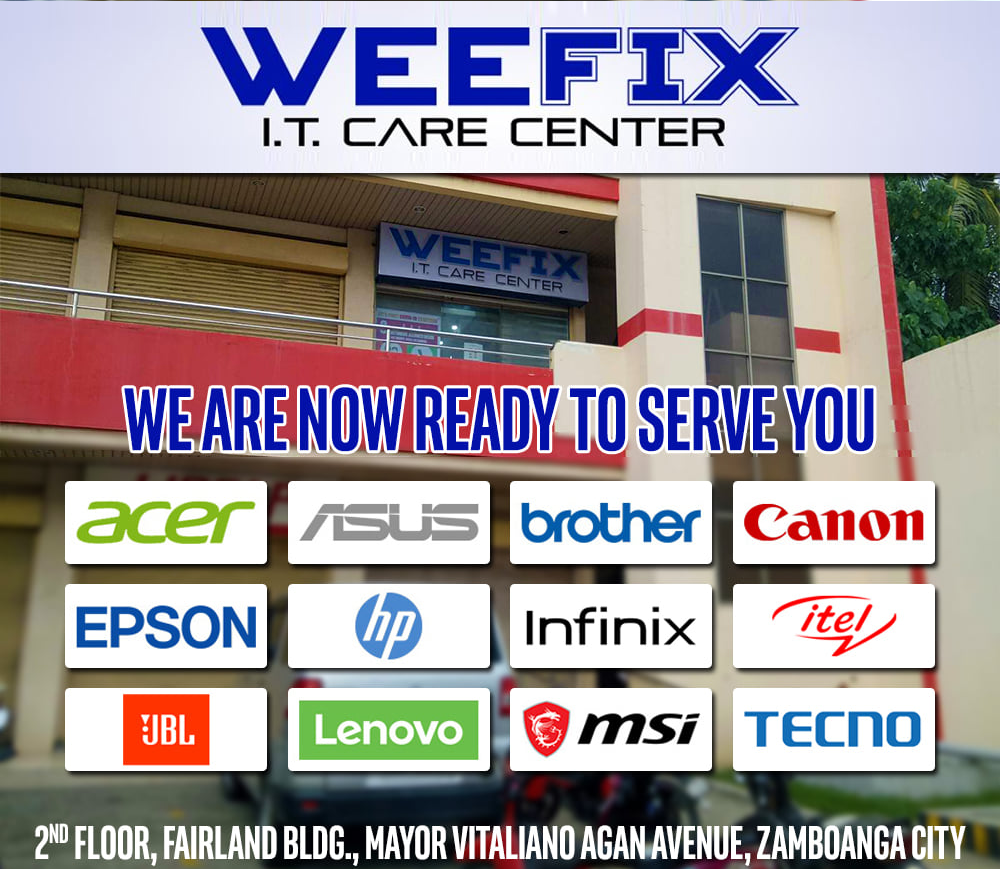 WEEFIX
I.T. CARE CENTER
WEEFIX
I.T. CARE CENTER
WE ARE NOW READY TO SERVE YOU
acer ASUS brother Canon
EPSON hp Infinix itel
JBL Lenovo msi TECNO
2ND FLOOR, FAIRLAND BLDG., MAYOR VITALIANO AGAN AVENUE, ZAMBOANGA CITY